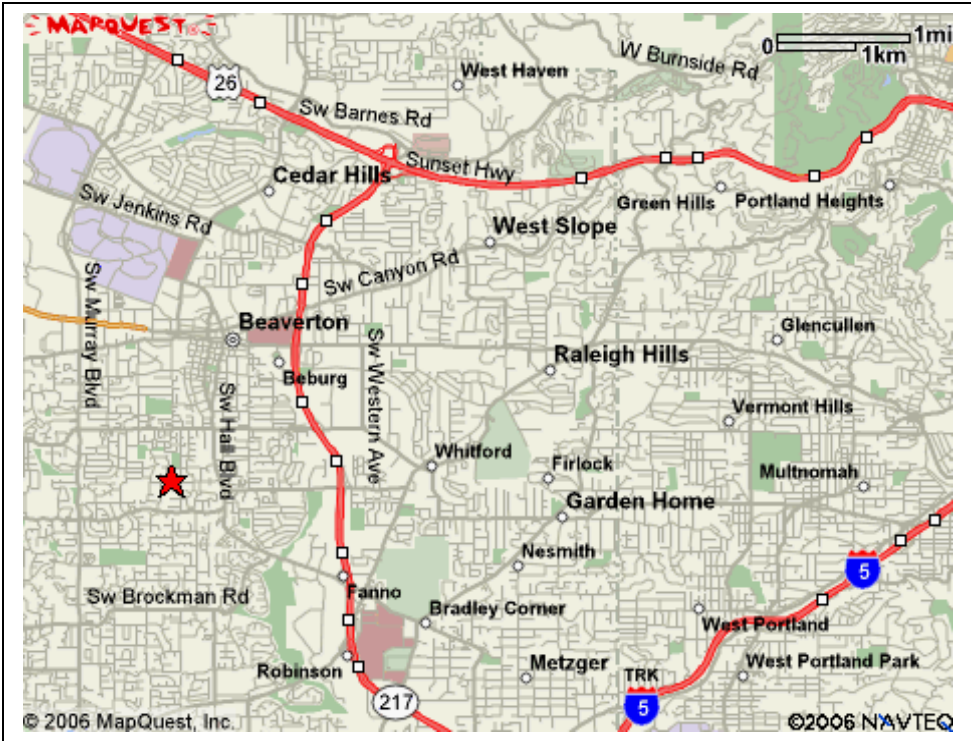 MAPQUEST
0 1mi
1km
W Burnside Rd
West Haven
26
Sw Barnes Rd
Sunset Hwy
Cedar Hills
Green Hills
Portland Heights
Sw Jenkins Rd
West Slope
Sw Canyon Rd
Sw Murray Blvd
Beaverton
Glencullen
Beburg
Sw Western Ave
Raleigh Hills
Sw Hall Blvd
Vermont Hills
Whitford
Firlock
Multnomah
Garden Home
Nesmith
5
Fanno
Sw Brockman Rd
Bradley Corner
West Portland
Robinson
Metzger
West Portland Park
TRK
5
217
© 2006 MapQuest, Inc.
©2006 NAVTEQ